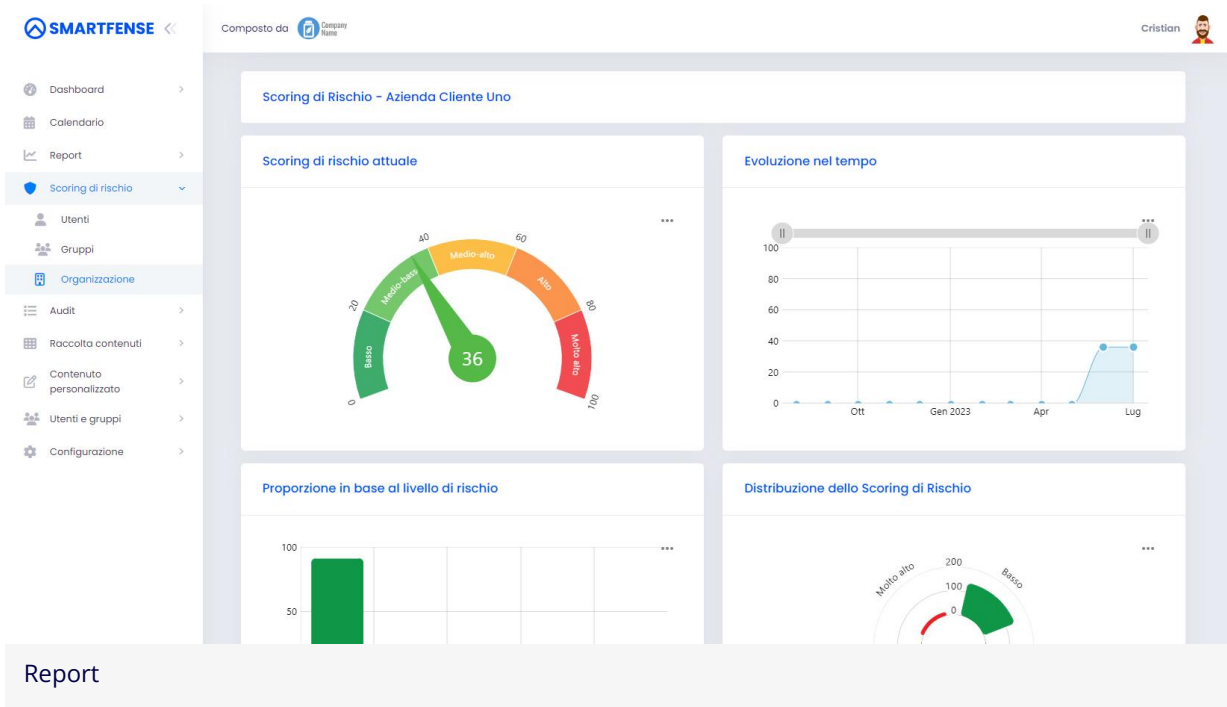 SMARTFENSE
Composto da
Company
Name
Cristian
Dashboard
Calendario
Report
Scoring di rischio
Utenti
Gruppi
Organizzazione
Audit
Raccolta contenuti
Contenuto
personalizzato
Utenti e gruppi
Configurazione
Scoring di Rischio - Azienda Cliente Uno
Scoring di rischio attuale
0
20
40
60
80
100
Basso
Medio-bass
Medio-alto
Alto
Molto alto
36
Evoluzione nel tempo
100
80
60
40
20
0
Ott
Gen 2023
Apr
Lug
Proporzione in base al livello di rischio
100
50
Distribuzione dello Scoring di Rischio
Molto alto
200
Basso
100
0
Report